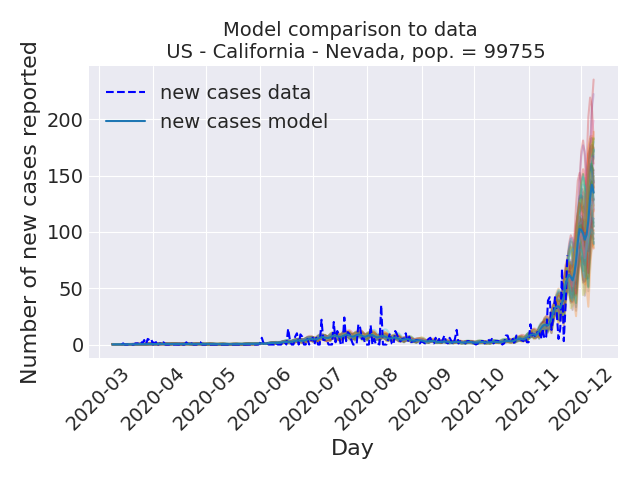 Model comparison to data
US - California - Nevada, pop. = 99755
Number of new cases reported
new cases data
new cases model
200
150
100
50
0
2020-03
2020-04
2020-05
2020-06
2020-07
2020-08
2020-09
2020-10
2020-11
2020-12
Day